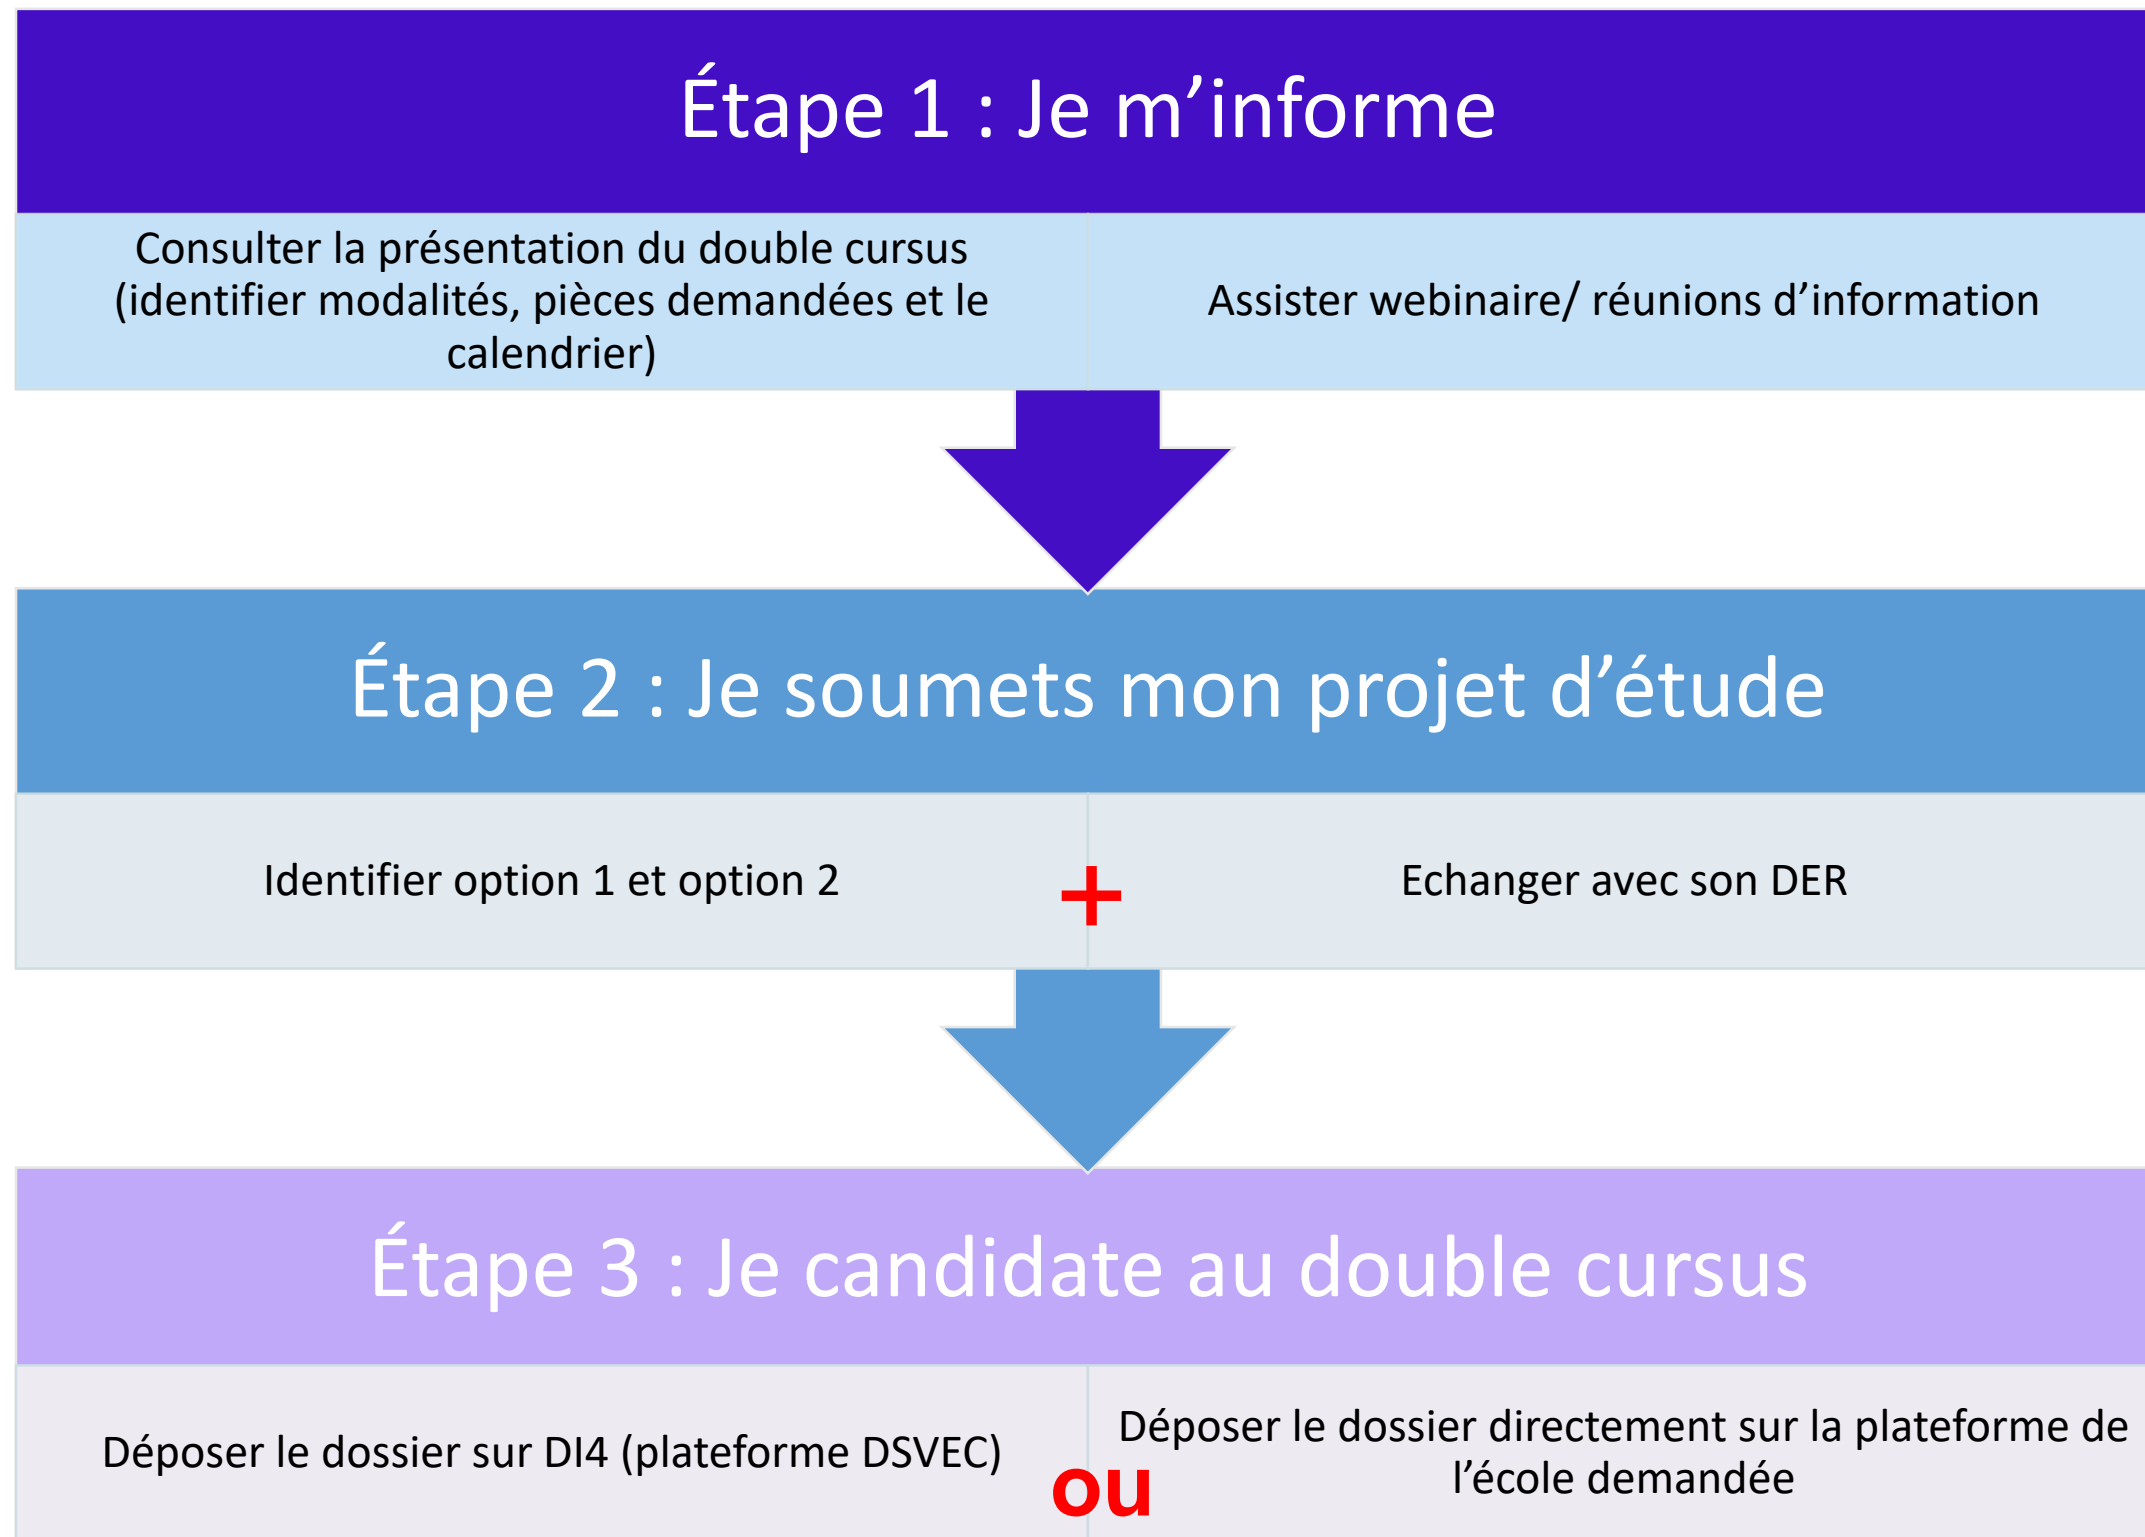 Étape 1 : Je m’informe
Consulter la présentation du double cursus
(identifier modalités, pièces demandées et le
calendrier)
Assister webinaire/ réunions d’information
Étape 2 : Je soumets mon projet d’étude
Identifier option 1 et option 2
+
Echanger avec son DER
Étape 3 : Je candidate au double cursus
Déposer le dossier sur DI4 (plateforme DSVEC)
ou
Déposer le dossier directement sur la plateforme de
l’école demandée